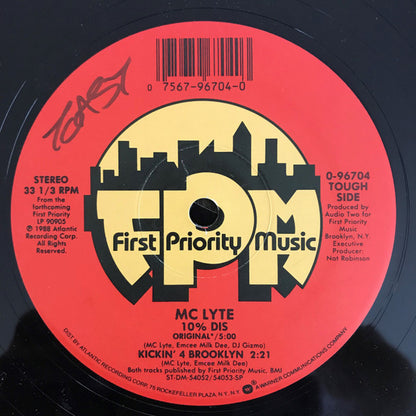 TOAST
0 7567-96704-0
STEREO
33 1/3 RPM
From the
forthcoming
First Priority
LP 90905
℗ 1988 Atlantic
Recording Corp.
All Rights
Reserved.
0-96704
TOUGH
SIDE
Produced by
Audio Two for
First Priority
Music
Brooklyn, N.Y.
Executive
Producer:
Nat Robinson
FPM
First Priority Music
MC LYTE
10% DIS
ORIGINAL*/5:00
(MC Lyte, Emcee Milk Dee, DJ Gizmo)
KICKIN' 4 BROOKLYN 2:21
(MC Lyte, Emcee Milk Dee)
Both tracks published by First Priority Music, BMI
ST-DM-54052/54053-SP
DIST. BY ATLANTIC RECORDING CORP. 75 ROCKEFELLER PLAZA, N.Y., N.Y. A WARNER COMMUNICATIONS COMPANY